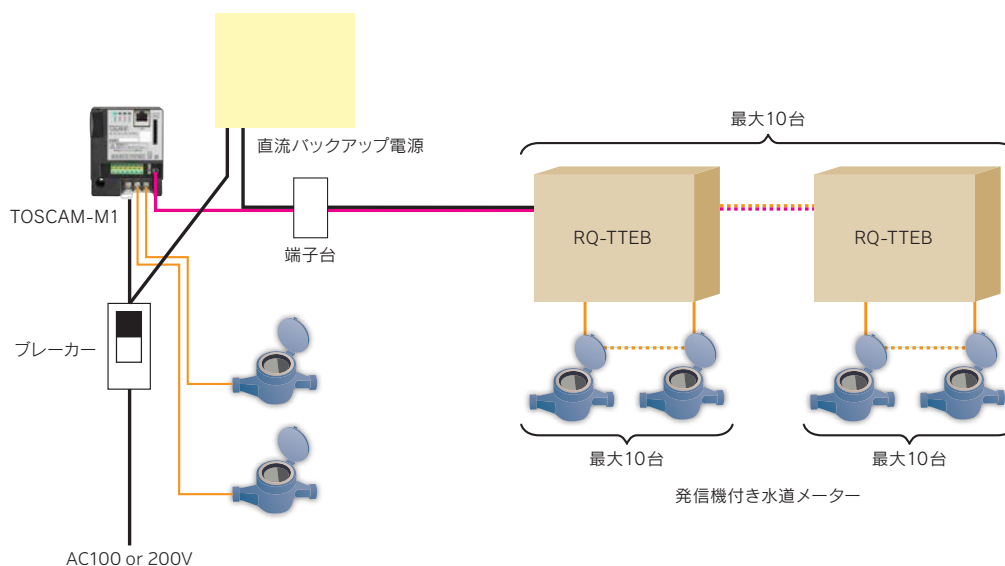 最大10台
直流バックアップ電源
TOSCAM-M1
端子台
RQ-TTEB
RQ-TTEB
ブレーカー
最大10台
最大10台
発信機付き水道メーター
AC100 or 200V